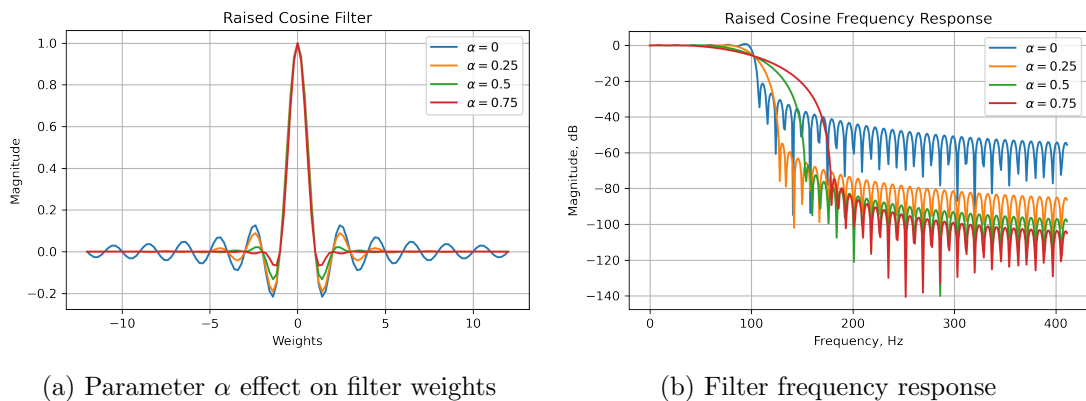 Raised Cosine Filter
Magnitude
1.0
0.8
0.6
0.4
0.2
0.0
−0.2
α = 0
α = 0.25
α = 0.5
α = 0.75
−10
−5
0
5
10
Weights
(a) Parameter α effect on filter weights
Raised Cosine Frequency Response
Magnitude, dB
0
−20
−40
−60
−80
−100
−120
−140
α = 0
α = 0.25
α = 0.5
α = 0.75
0
100
200
300
400
Frequency, Hz
(b) Filter frequency response